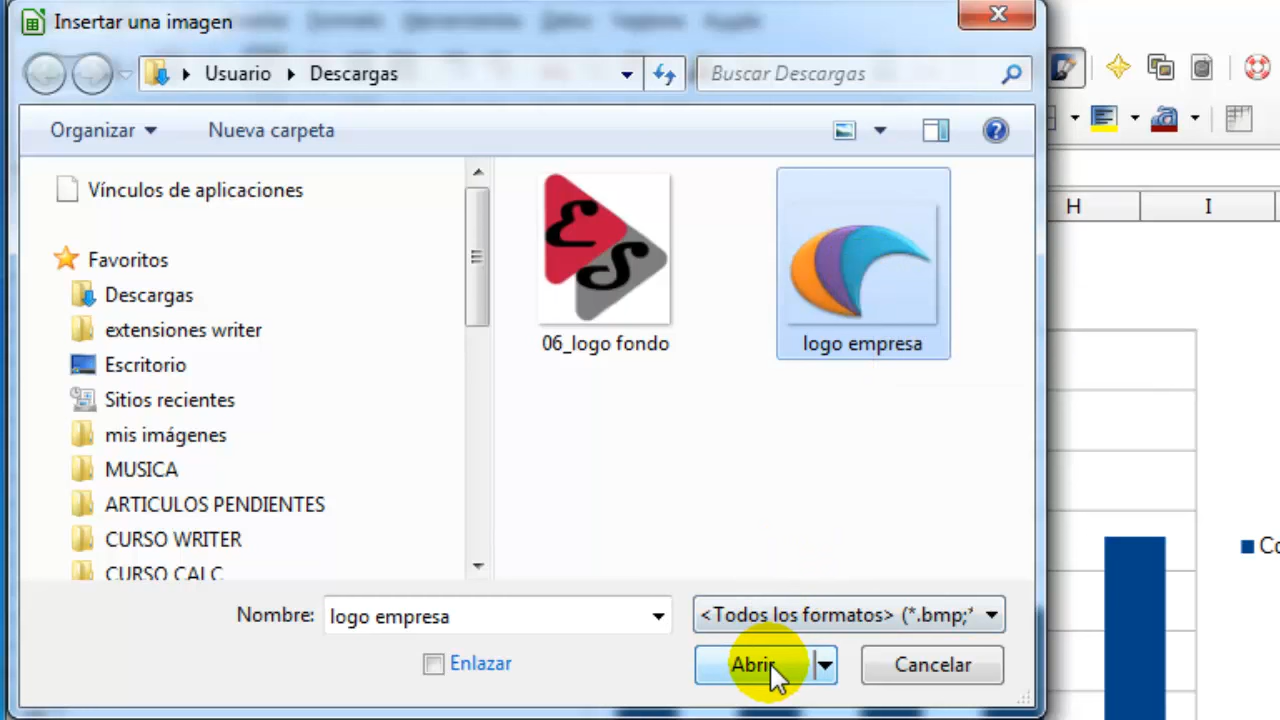 Insertar una imagen
Usuario Descargas
Buscar Descargas
Organizar
Nueva carpeta
Vínculos de aplicaciones
Favoritos
Descargas
extensiones writer
Escritorio
Sitios recientes
mis imágenes
MUSICA
ARTICULOS PENDIENTES
CURSO WRITER
CURSO CALC
06_logo fondo
logo empresa
H
I
Nombre:
logo empresa
<Todos los formatos> (*.bmp;*
Enlazar
Abrir
Cancelar